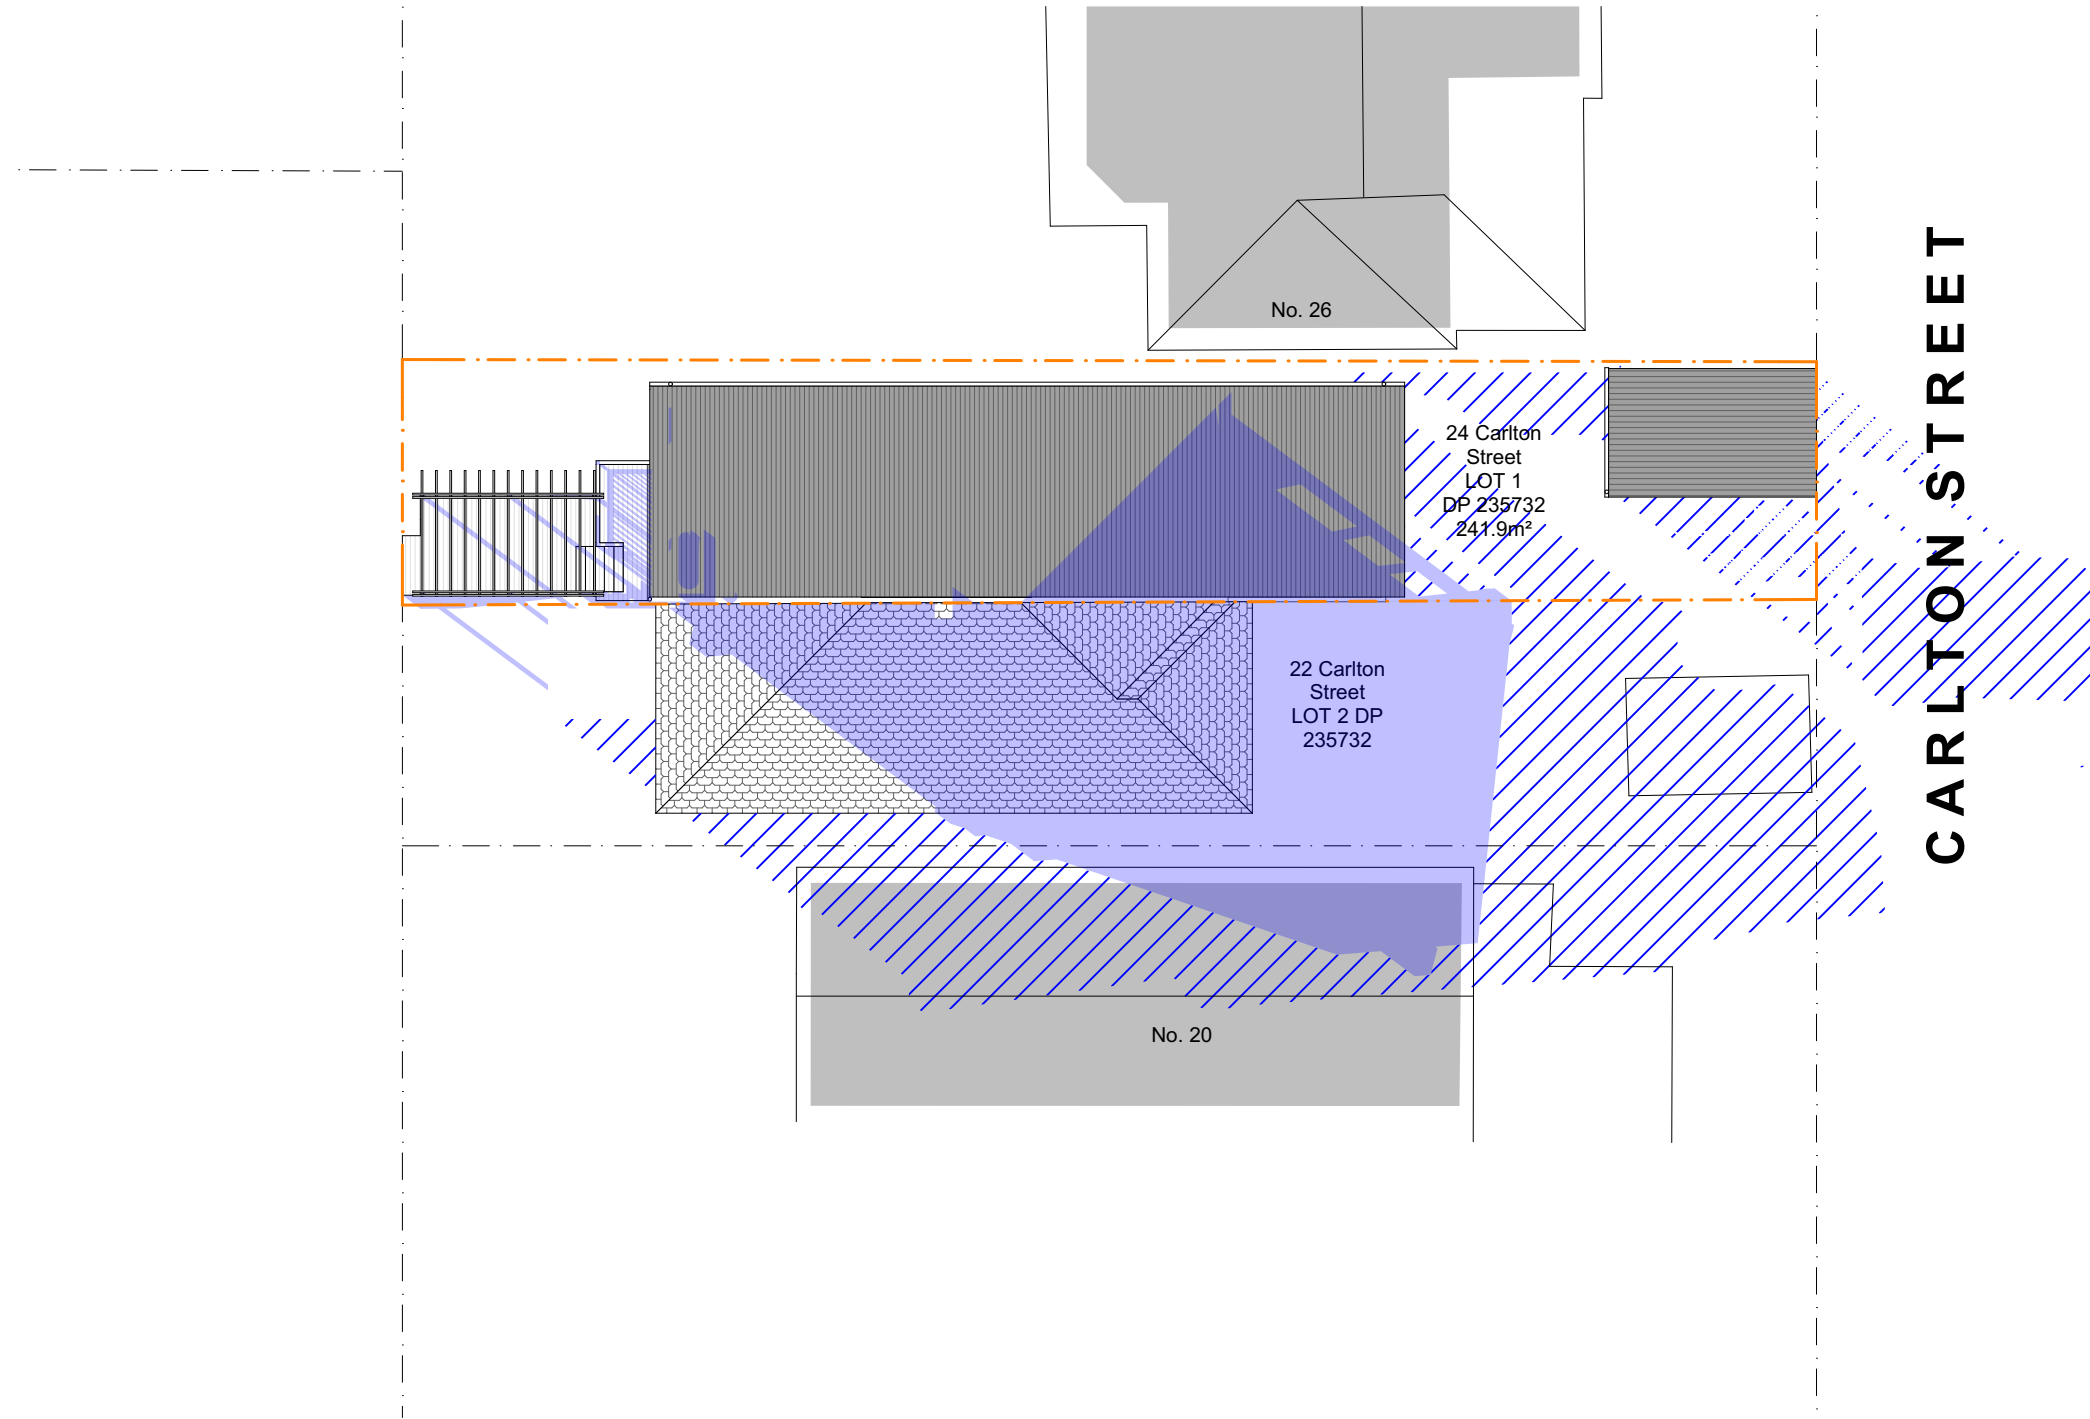 No. 26
24 Carlton
Street
LOT 1
DP 235732
241.9m²
CARLTON STREET
22 Carlton
Street
LOT 2 DP
235732
No. 20